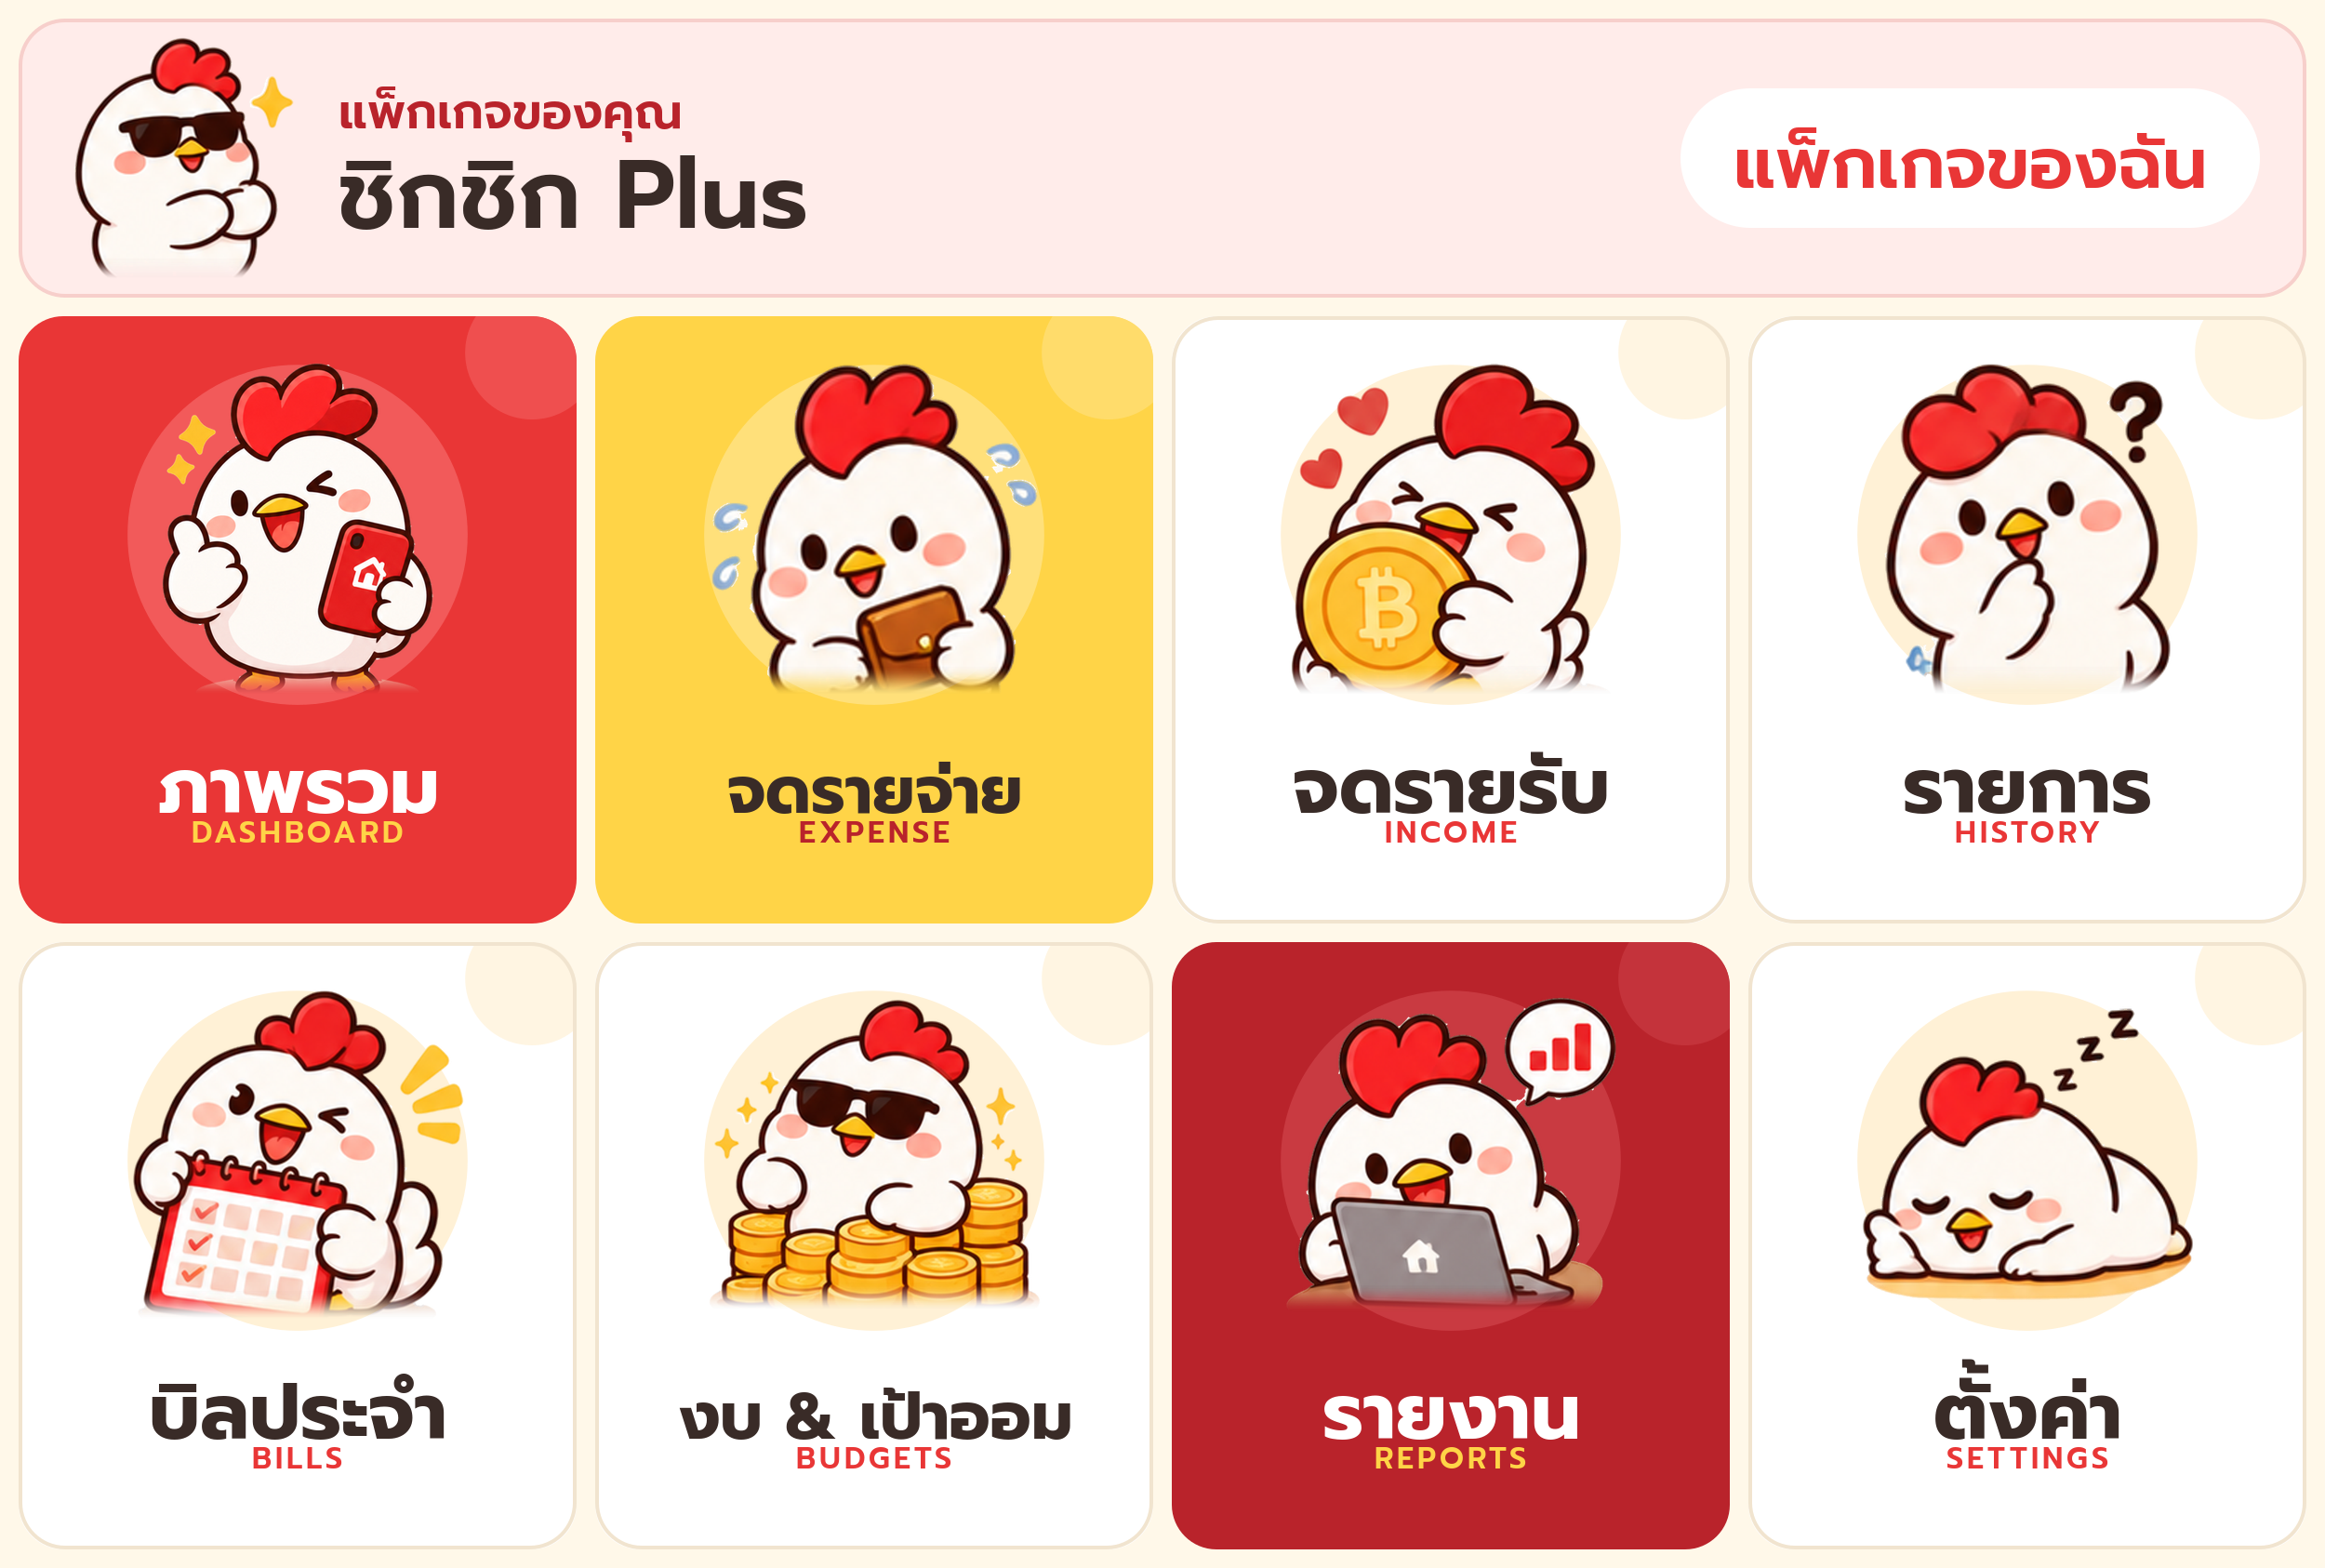 แพ็กเกจของคุณ
ชิกชิก Plus
แพ็กเกจของฉัน
?
ภาพรวม
DASHBOARD
จดรายจ่าย
EXPENSE
₿
จดรายรับ
INCOME
รายการ
HISTORY
บิลประจำ
BILLS
งบ & เป้าออม
BUDGETS
รายงาน
REPORTS
z z z
ตั้งค่า
SETTINGS